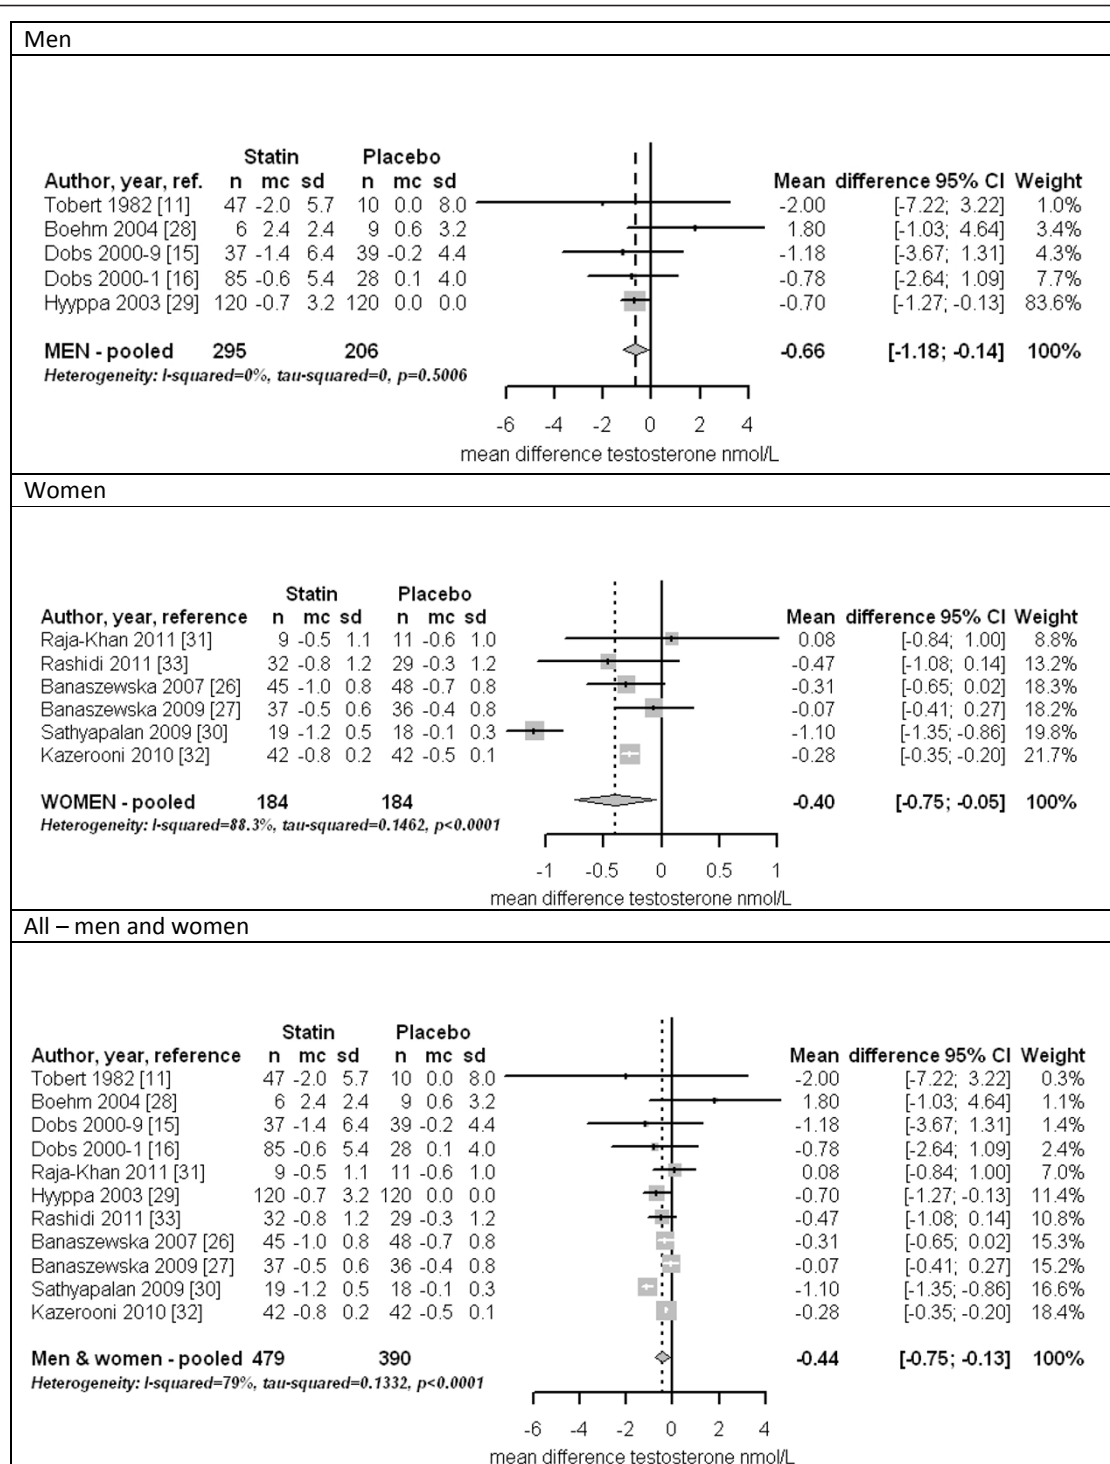 Men
Statin Placebo
Author, year, ref. n mc sd n mc sd Mean difference 95% CI Weight
Tobert 1982 [11] 47 -2.0 5.7 10 0.0 8.0 -2.00 [-7.22; 3.22] 1.0%
Boehm 2004 [28] 6 2.4 2.4 9 0.6 3.2 1.80 [-1.03; 4.64] 3.4%
Dobs 2000-9 [15] 37 -1.4 6.4 39 -0.2 4.4 -1.18 [-3.67; 1.31] 4.3%
Dobs 2000-1 [16] 85 -0.6 5.4 28 0.1 4.0 -0.78 [-2.64; 1.09] 7.7%
Hyyppa 2003 [29] 120 -0.7 3.2 120 0.0 0.0 -0.70 [-1.27; -0.13] 83.6%
MEN - pooled 295 206 -0.66 [-1.18; -0.14] 100%
Heterogeneity: I-squared=0%, tau-squared=0, p=0.5006
-6 -4 -2 0 2 4
mean difference testosterone nmol/L
Women
Statin Placebo
Author, year, reference n mc sd n mc sd Mean difference 95% CI Weight
Raja-Khan 2011 [31] 9 -0.5 1.1 11 -0.6 1.0 0.08 [-0.84; 1.00] 8.8%
Rashidi 2011 [33] 32 -0.8 1.2 29 -0.3 1.2 -0.47 [-1.08; 0.14] 13.2%
Banaszewska 2007 [26] 45 -1.0 0.8 48 -0.7 0.8 -0.31 [-0.65; 0.02] 18.3%
Banaszewska 2009 [27] 37 -0.5 0.6 36 -0.4 0.8 -0.07 [-0.41; 0.27] 18.2%
Sathyapalan 2009 [30] 19 -1.2 0.5 18 -0.1 0.3 -1.10 [-1.35; -0.86] 19.8%
Kazerooni 2010 [32] 42 -0.8 0.2 42 -0.5 0.1 -0.28 [-0.35; -0.20] 21.7%
WOMEN - pooled 184 184 -0.40 [-0.75; -0.05] 100%
Heterogeneity: I-squared=88.3%, tau-squared=0.1462, p<0.0001
-1 -0.5 0 0.5 1
mean difference testosterone nmol/L
All – men and women
Statin Placebo
Author, year, reference n mc sd n mc sd Mean difference 95% CI Weight
Tobert 1982 [11] 47 -2.0 5.7 10 0.0 8.0 -2.00 [-7.22; 3.22] 0.3%
Boehm 2004 [28] 6 2.4 2.4 9 0.6 3.2 1.80 [-1.03; 4.64] 1.1%
Dobs 2000-9 [15] 37 -1.4 6.4 39 -0.2 4.4 -1.18 [-3.67; 1.31] 1.4%
Dobs 2000-1 [16] 85 -0.6 5.4 28 0.1 4.0 -0.78 [-2.64; 1.09] 2.4%
Raja-Khan 2011 [31] 9 -0.5 1.1 11 -0.6 1.0 0.08 [-0.84; 1.00] 7.0%
Hyyppa 2003 [29] 120 -0.7 3.2 120 0.0 0.0 -0.70 [-1.27; -0.13] 11.4%
Rashidi 2011 [33] 32 -0.8 1.2 29 -0.3 1.2 -0.47 [-1.08; 0.14] 10.8%
Banaszewska 2007 [26] 45 -1.0 0.8 48 -0.7 0.8 -0.31 [-0.65; 0.02] 15.3%
Banaszewska 2009 [27] 37 -0.5 0.6 36 -0.4 0.8 -0.07 [-0.41; 0.27] 15.2%
Sathyapalan 2009 [30] 19 -1.2 0.5 18 -0.1 0.3 -1.10 [-1.35; -0.86] 16.6%
Kazerooni 2010 [32] 42 -0.8 0.2 42 -0.5 0.1 -0.28 [-0.35; -0.20] 18.4%
Men & women - pooled 479 390 -0.44 [-0.75; -0.13] 100%
Heterogeneity: I-squared=79%, tau-squared=0.1332, p<0.0001
-6 -4 -2 0 2 4
mean difference testosterone nmol/L